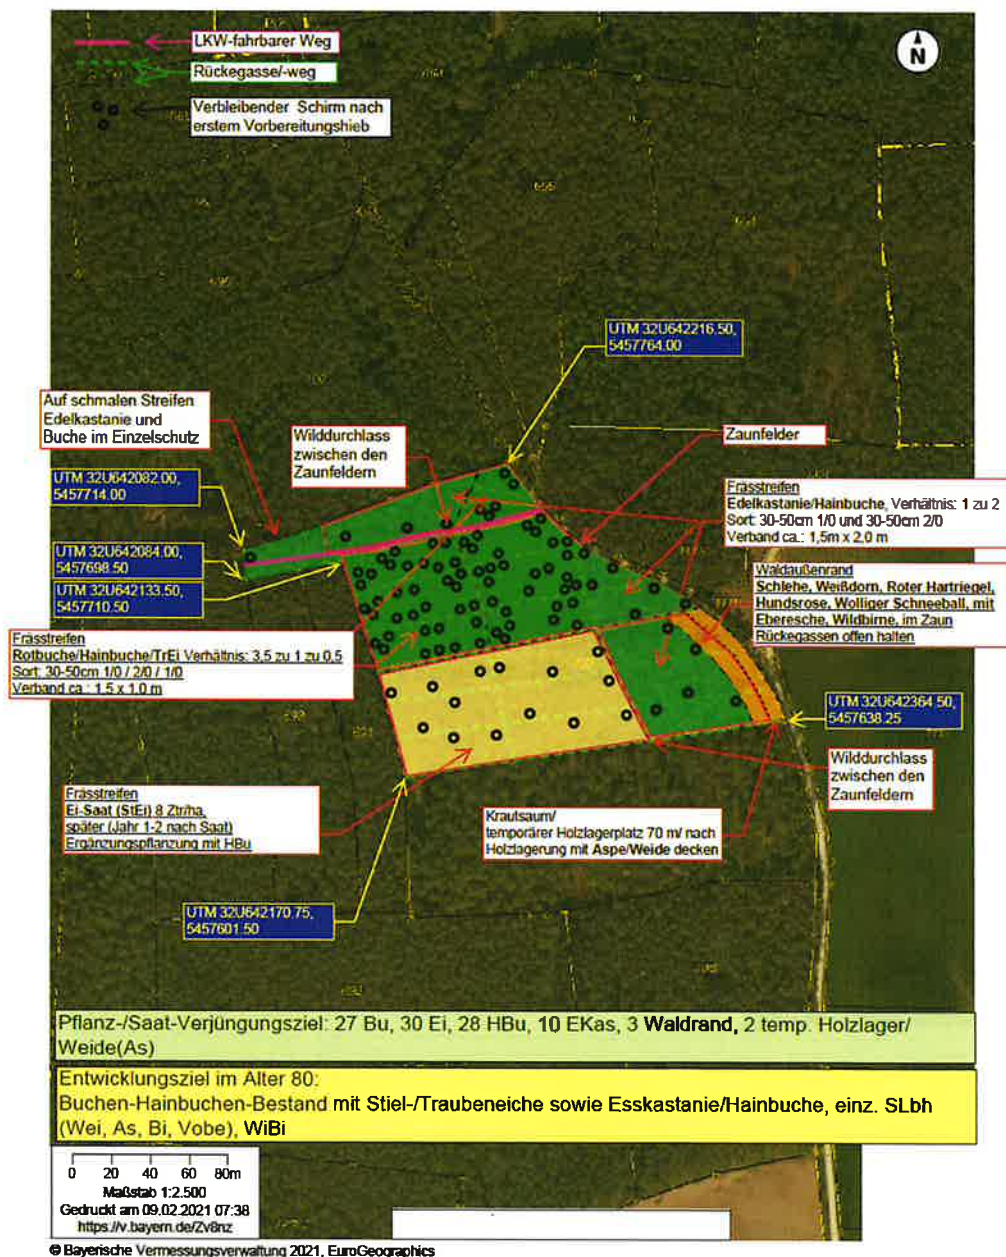 LKW-fahrbarer Weg
Rückegasse/-weg
Verbleibender Schirm nach
erstem Vorbereitungshieb
N
UTM 32U642216.50,
5457764.00
Auf schmalen Streifen
Edelkastanie und
Buche im Einzelschutz
Wilddurchlass
zwischen den
Zaunfeldern
Zaunfelder
UTM 32U642082.00,
5457714.00
Frässtreifen
Edelkastanie/Hainbuche, Verhältnis: 1 zu 2
Sort: 30-50cm 1/0 und 30-50cm 2/0
Verband ca.: 1,5m x 2,0 m
UTM 32U642084.00,
5457698.50
UTM 32U642133.50,
5457710.50
Waldaußenrand
Schlehe, Weißdorn, Roter Hartriegel,
Hundsrose, Wolliger Schneeball, mit
Eberesche, Wildbirne, im Zaun
Rückegassen offen halten
Frässtreifen
Rotbuche/Hainbuche/TrEi Verhältnis: 3,5 zu 1 zu 0,5
Sort: 30-50cm 1/0 / 2/0 / 1/0
Verband ca.: 1,5 x 1,0 m
UTM 32U642364.50,
5457638.25
Wilddurchlass
zwischen den
Zaunfeldern
Frässtreifen
Ei-Saat (StEi) 8 Ztr/ha,
später (Jahr 1-2 nach Saat)
Ergänzungspflanzung mit HBu
Krautsaum/
temporärer Holzlagerplatz 70 m/ nach
Holzlagerung mit Aspe/Weide decken
UTM 32U642170.75,
5457601.50
Pflanz-/Saat-Verjüngungsziel: 27 Bu, 30 Ei, 28 HBu, 10 EKas, 3 Waldrand, 2 temp. Holzlager/
Weide(As)
Entwicklungsziel im Alter 80:
Buchen-Hainbuchen-Bestand mit Stiel-/Traubeneiche sowie Esskastanie/Hainbuche, einz. SLbh
(Wei, As, Bi, Vobe), WiBi
0 20 40 60 80m
Maßstab 1:2.500
Gedruckt am 09.02.2021 07:38
https://v.bayern.de/Zv8nz
© Bayerische Vermessungsverwaltung 2021, EuroGeographics